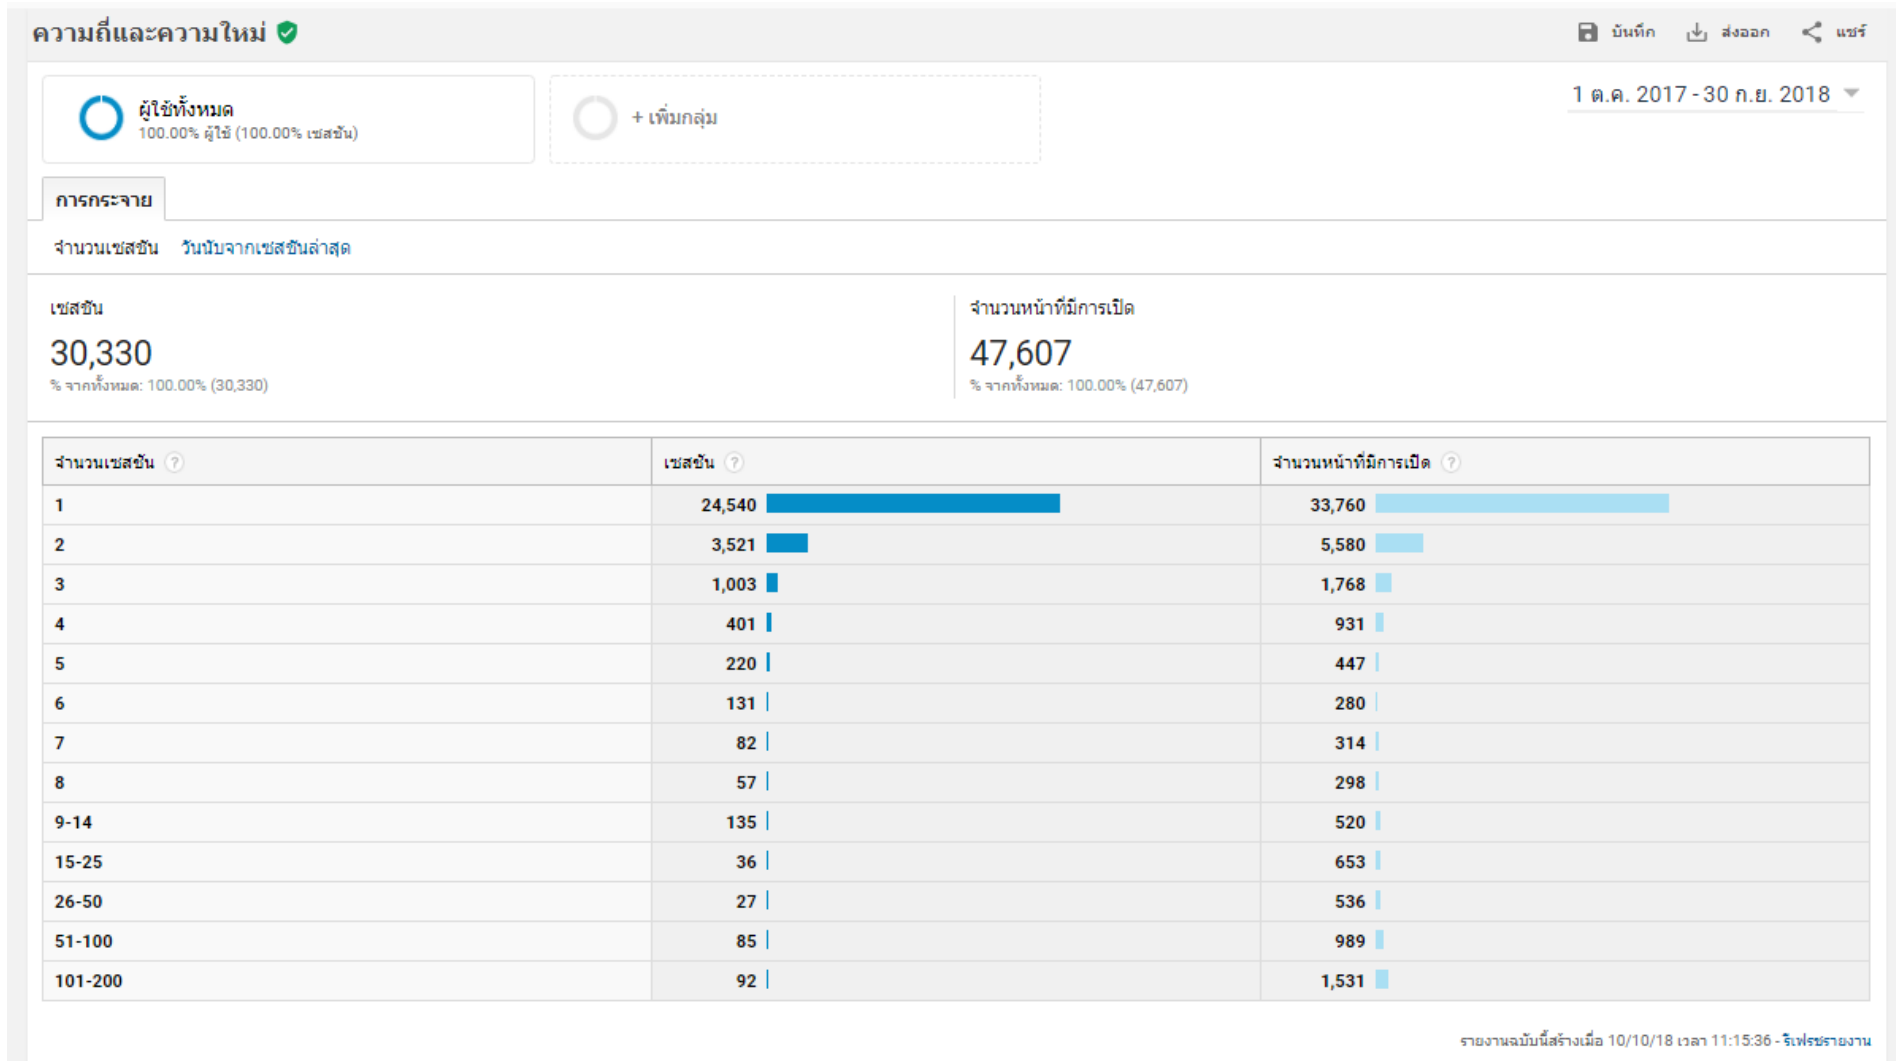 ความถี่และความใหม่
บันทึก ส่งออก แชร์
ผู้ใช้ทั้งหมด
100.00% ผู้ใช้ (100.00% เซสชัน)
+ เพิ่มกลุ่ม
1 ต.ค. 2017 - 30 ก.ย. 2018
การกระจาย
จำนวนเซสชัน วันนับจากเซสชันล่าสุด
เซสชัน จำนวนหน้าที่มีการเปิด
30,330 47,607
% จากทั้งหมด: 100.00% (30,330) % จากทั้งหมด: 100.00% (47,607)
จำนวนเซสชัน ? เซสชัน ? จำนวนหน้าที่มีการเปิด ?
1 24,540 33,760
2 3,521 5,580
3 1,003 1,768
4 401 931
5 220 447
6 131 280
7 82 314
8 57 298
9-14 135 520
15-25 36 653
26-50 27 536
51-100 85 989
101-200 92 1,531
รายงานฉบับนี้สร้างเมื่อ 10/10/18 เวลา 11:15:36 - รีเฟรชรายงาน